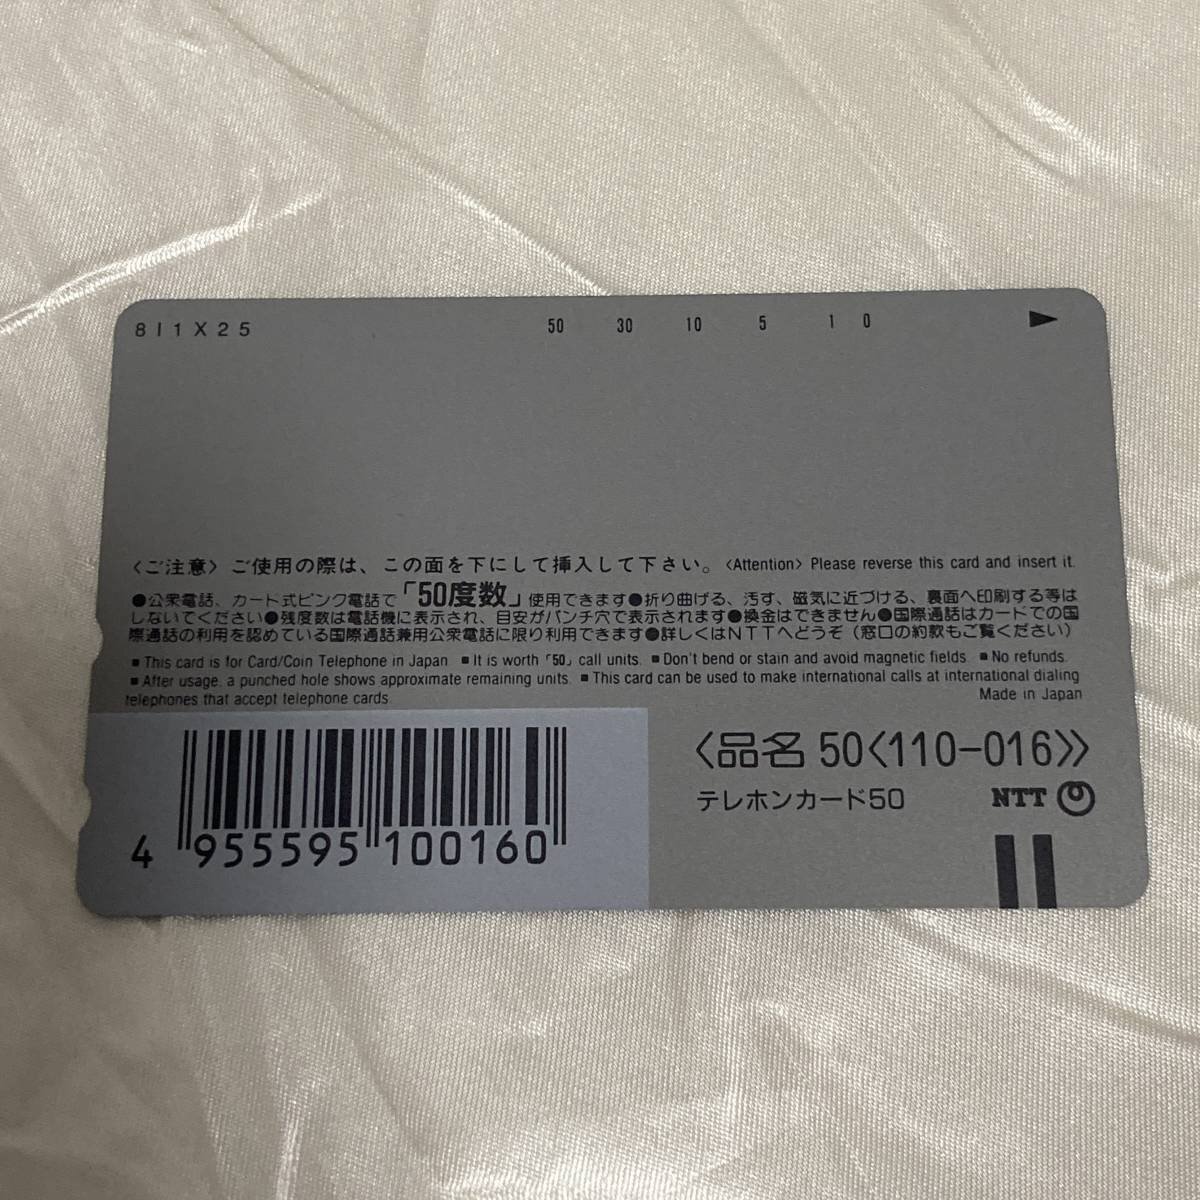 811X25 50 30 10 5 1 0 ▶
〈ご注意〉ご使用の際は、この面を下にして挿入して下さい。〈Attention〉Please reverse this card and insert it.
●公衆電話、カード式ピンク電話で「50度数」使用できます●折り曲げる、汚す、磁気に近づける、裏面へ印刷する等は
しないでください●残度数は電話機に表示され、目安がパンチ穴で表示されます●換金はできません●国際通話はカードでの国
際通話の利用を認めている国際通話兼用公衆電話に限り利用できます●詳しくはNTTへどうぞ（窓口の約款もご覧ください）
■This card is for Card/Coin Telephone in Japan ■It is worth「50」call units. ■Don't bend or stain and avoid magnetic fields. ■No refunds.
■After usage, a punched hole shows approximate remaining units. ■This card can be used to make international calls at international dialing
telephones that accept telephone cards. Made in Japan
〈品名 50〈110-016〉〉
テレホンカード50 NTT
4 955595 100160